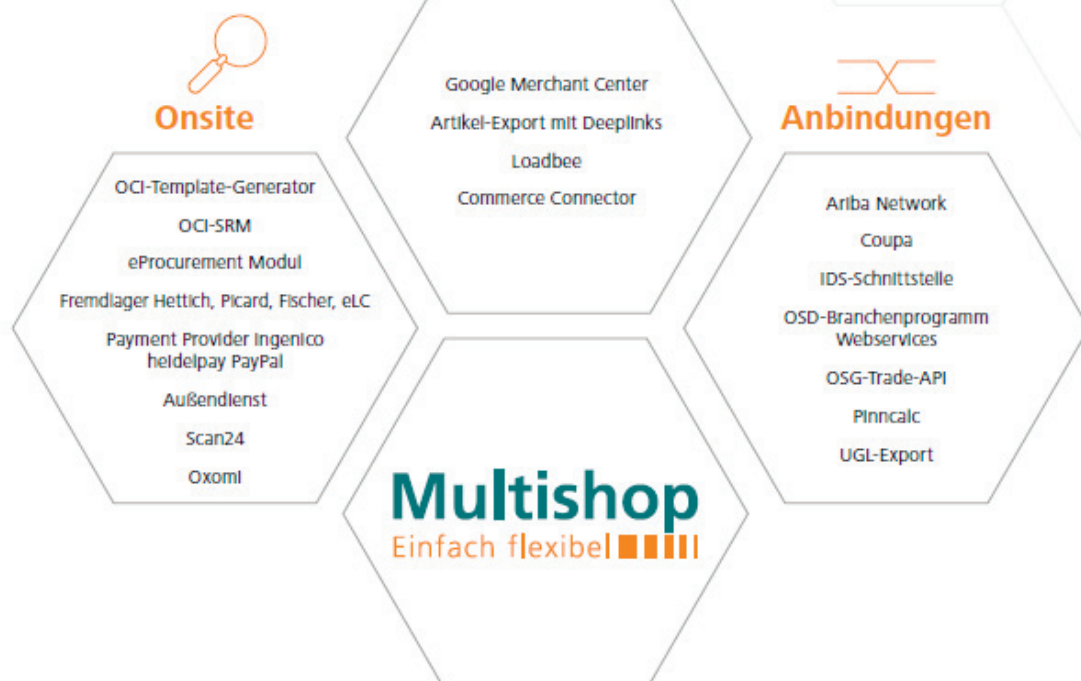 Onsite
OCI-Template-Generator
OCI-SRM
eProcurement Modul
Fremdlager Hettich, Picard, Fischer, eLC
Payment Provider Ingenico
heidelpay PayPal
Außendienst
Scan24
Oxomi
Google Merchant Center
Artikel-Export mit Deeplinks
Loadbee
Commerce Connector
Anbindungen
Ariba Network
Coupa
IDS-Schnittstelle
OSD-Branchenprogramm
Webservices
OSG-Trade-API
Pinncalc
UGL-Export
Multishop
Einfach flexibel